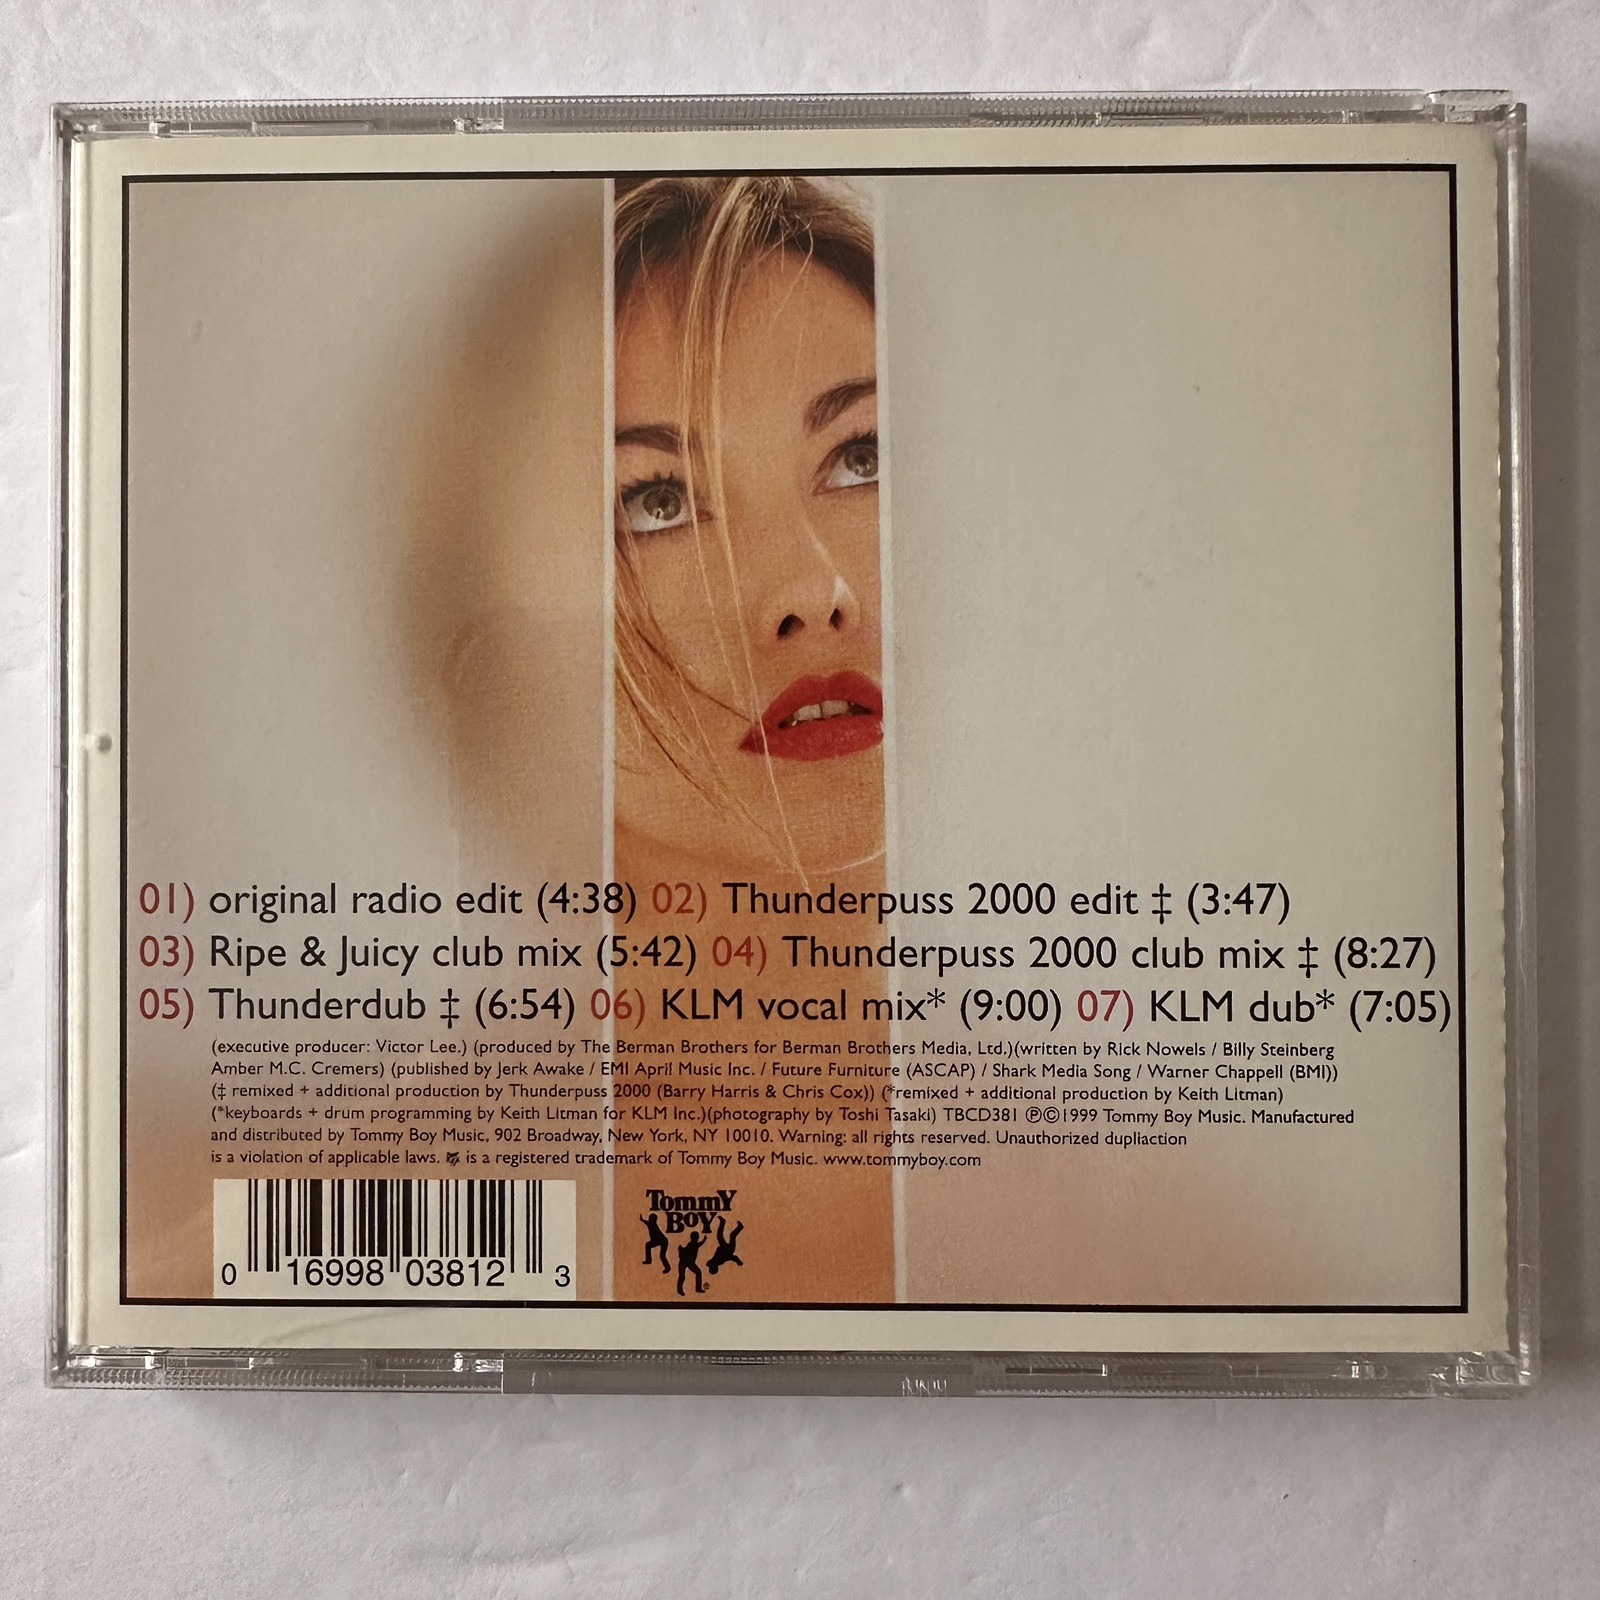 01) original radio edit (4:38) 02) Thunderpuss 2000 edit ‡ (3:47)
03) Ripe & Juicy club mix (5:42) 04) Thunderpuss 2000 club mix ‡ (8:27)
05) Thunderdub ‡ (6:54) 06) KLM vocal mix* (9:00) 07) KLM dub* (7:05)
(executive producer: Victor Lee.) (produced by The Berman Brothers for Berman Brothers Media, Ltd.)(written by Rick Nowels / Billy Steinberg
Amber M.C. Cremers) (published by Jerk Awake / EMI April Music Inc. / Future Furniture (ASCAP) / Shark Media Song / Warner Chappell (BMI))
(‡ remixed + additional production by Thunderpuss 2000 (Barry Harris & Chris Cox)) (*remixed + additional production by Keith Litman)
(*keyboards + drum programming by Keith Litman for KLM Inc.)(photography by Toshi Tasaki) TBCD381 ℗©1999 Tommy Boy Music. Manufactured
and distributed by Tommy Boy Music, 902 Broadway, New York, NY 10010. Warning: all rights reserved. Unauthorized dupliaction
is a violation of applicable laws. is a registered trademark of Tommy Boy Music. www.tommyboy.com
0 16998 03812 3
Tommy
Boy
®